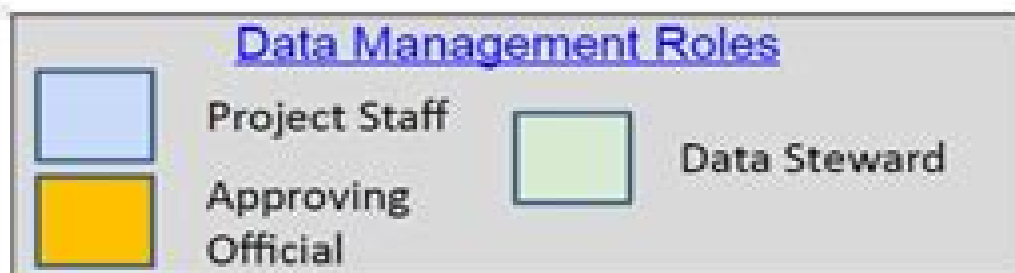 Data Management Roles
Project Staff
Approving
Official
Data Steward